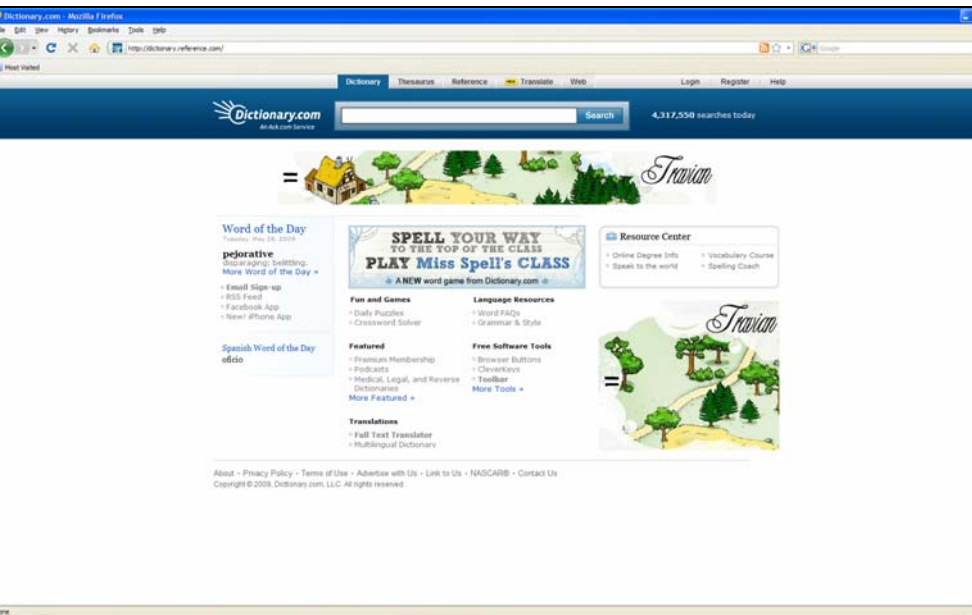 Dictionary.com - Mozilla Firefox
Edit View History Bookmarks Tools Help
http://dictionary.reference.com/
Most Visited
Dictionary Thesaurus Reference Translate Web Login Register Help
Dictionary.com
An Ask.com Service
Search
4,317,550 searches today
= Travian
Word of the Day
Tuesday, May 26, 2009
pejorative
disparaging; belittling.
More Word of the Day »
Email Sign-up
RSS Feed
Facebook App
New! iPhone App
Spanish Word of the Day
oficio
SPELL YOUR WAY
TO THE TOP OF THE CLASS
PLAY Miss Spell's CLASS
A NEW word game from Dictionary.com
Fun and Games
Daily Puzzles
Crossword Solver
Language Resources
Word FAQs
Grammar & Style
Featured
Premium Membership
Podcasts
Medical, Legal, and Reverse
Dictionaries
More Featured »
Free Software Tools
Browser Buttons
CleverKeys
Toolbar
More Tools »
Translations
Full Text Translator
Multilingual Dictionary
Resource Center
Online Degree Info
Vocabulary Course
Speak to the world
Spelling Coach
Travian
=
About - Privacy Policy - Terms of Use - Advertise with Us - Link to Us - NASCAR® - Contact Us
Copyright © 2009, Dictionary.com, LLC. All rights reserved.